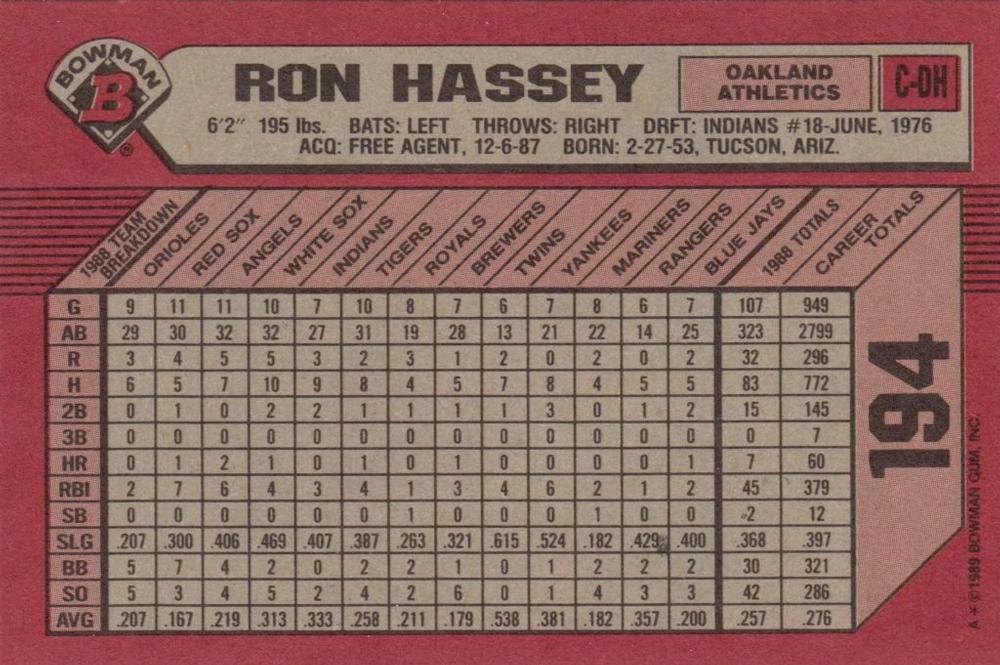 BOWMAN
B
®
RON HASSEY
OAKLAND
ATHLETICS
C-DH
6'2" 195 lbs. BATS: LEFT THROWS: RIGHT DRFT: INDIANS #18-JUNE, 1976
ACQ: FREE AGENT, 12-6-87 BORN: 2-27-53, TUCSON, ARIZ.
1988 TEAM BREAKDOWN ORIOLES RED SOX ANGELS WHITE SOX INDIANS TIGERS ROYALS BREWERS TWINS YANKEES MARINERS RANGERS BLUE JAYS 1988 TOTALS CAREER TOTALS
G 9 11 11 10 7 10 8 7 6 7 8 6 7 107 949
AB 29 30 32 32 27 31 19 28 13 21 22 14 25 323 2799
R 3 4 5 5 3 2 3 1 2 0 2 0 2 32 296
H 6 5 7 10 9 8 4 5 7 8 4 5 5 83 772
2B 0 1 0 2 2 1 1 1 1 3 0 1 2 15 145
3B 0 0 0 0 0 0 0 0 0 0 0 0 0 0 7
HR 0 1 2 1 0 1 0 1 0 0 0 0 1 7 60
RBI 2 7 6 4 3 4 1 3 4 6 2 1 2 45 379
SB 0 0 0 0 0 0 1 0 0 0 1 0 0 -2 12
SLG .207 .300 .406 .469 .407 .387 .263 .321 .615 .524 .182 .429 .400 .368 .397
BB 5 7 4 2 0 2 2 1 0 1 2 2 2 30 321
SO 5 3 4 5 2 4 2 6 0 1 4 3 3 42 286
AVG .207 .167 .219 .313 .333 .258 .211 .179 .538 .381 .182 .357 .200 .257 .276
194
A * © 1989 BOWMAN GUM, INC.